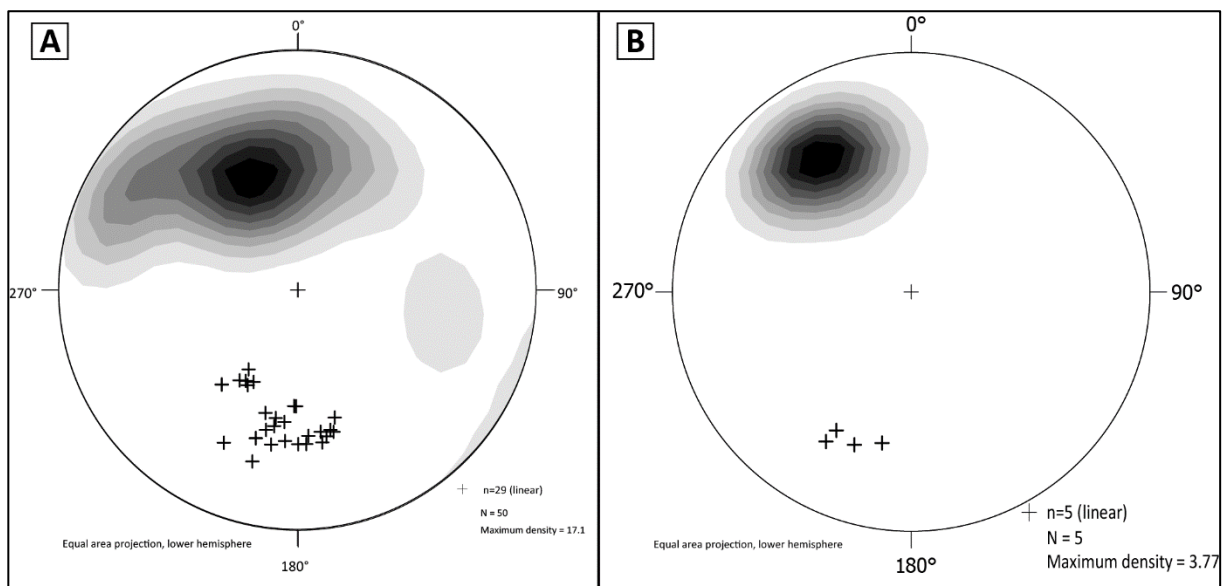 A
0°
270°
90°
n=29 (linear)
N = 50
Maximum density = 17.1
Equal area projection, lower hemisphere
180°
B
0°
270°
90°
n=5 (linear)
N = 5
Maximum density = 3.77
Equal area projection, lower hemisphere
180°